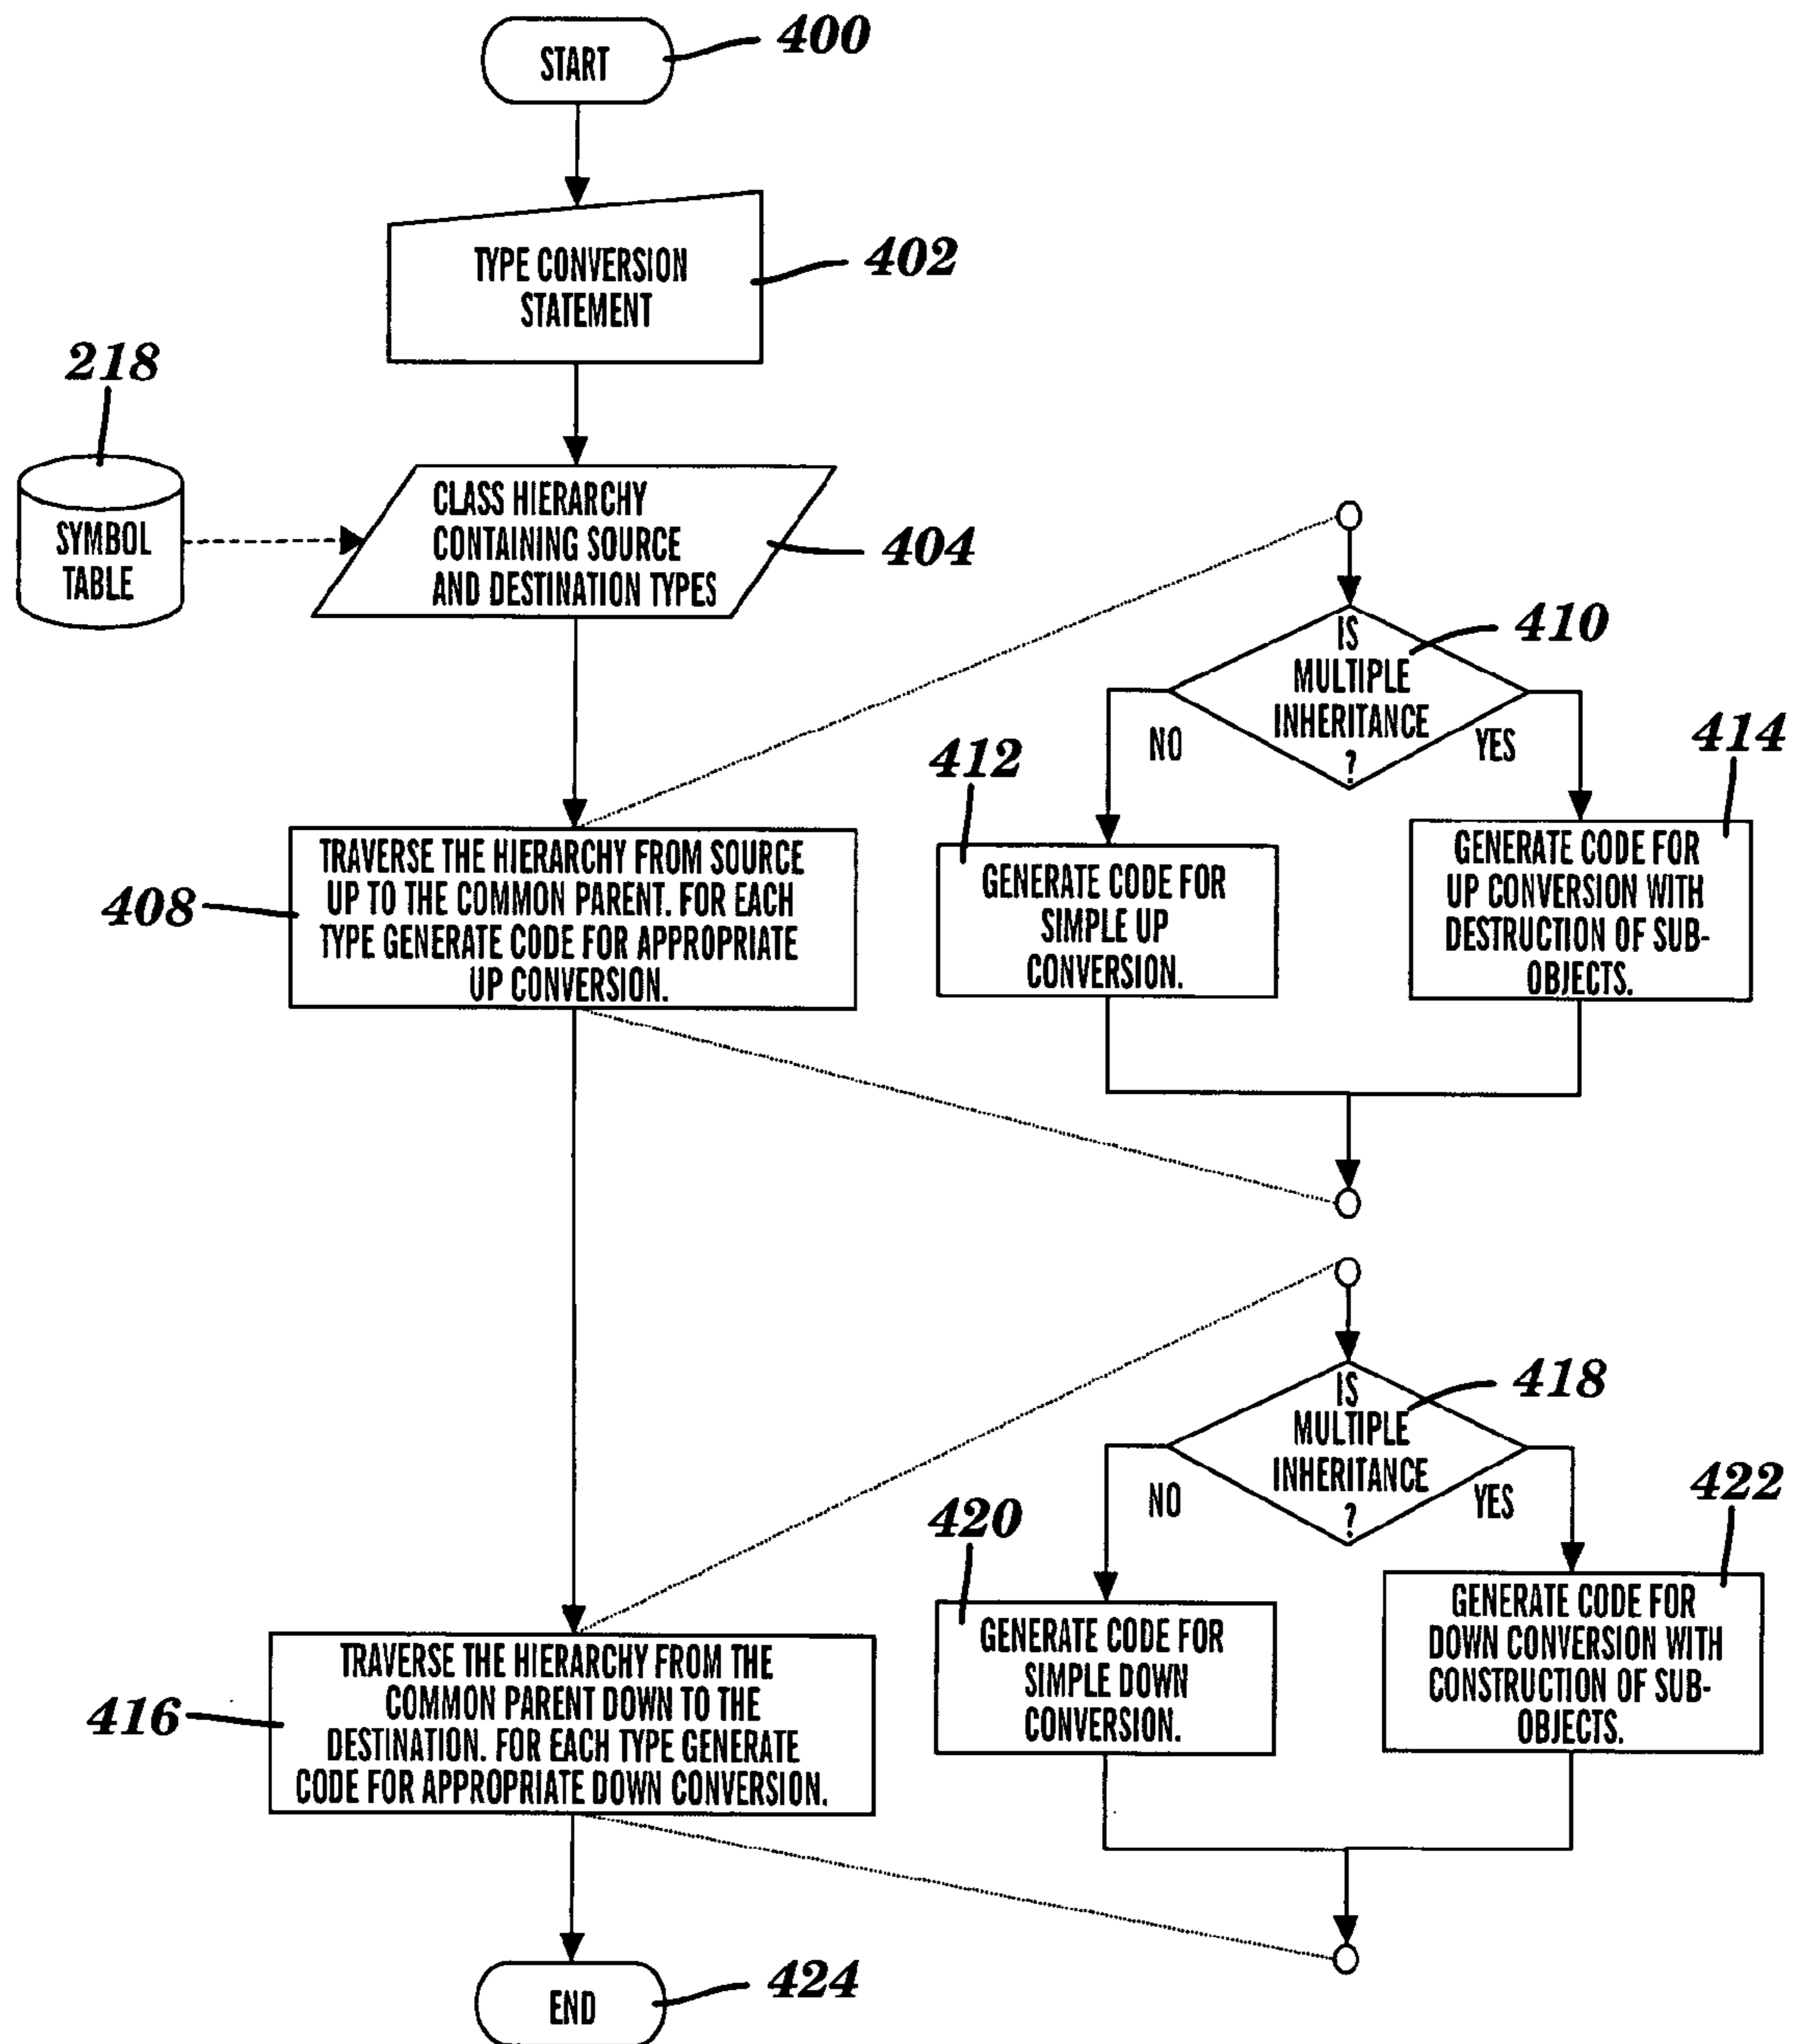 START
400
TYPE CONVERSION
STATEMENT
402
218
SYMBOL
TABLE
CLASS HIERARCHY
CONTAINING SOURCE
AND DESTINATION TYPES
404
408
TRAVERSE THE HIERARCHY FROM SOURCE
UP TO THE COMMON PARENT. FOR EACH
TYPE GENERATE CODE FOR APPROPRIATE
UP CONVERSION.
IS
MULTIPLE
INHERITANCE
?
410
NO
YES
412
GENERATE CODE FOR
SIMPLE UP
CONVERSION.
414
GENERATE CODE FOR
UP CONVERSION WITH
DESTRUCTION OF SUB-
OBJECTS.
416
TRAVERSE THE HIERARCHY FROM THE
COMMON PARENT DOWN TO THE
DESTINATION. FOR EACH TYPE GENERATE
CODE FOR APPROPRIATE DOWN CONVERSION.
IS
MULTIPLE
INHERITANCE
?
418
NO
YES
420
GENERATE CODE FOR
SIMPLE DOWN
CONVERSION.
422
GENERATE CODE FOR
DOWN CONVERSION WITH
CONSTRUCTION OF SUB-
OBJECTS.
END
424